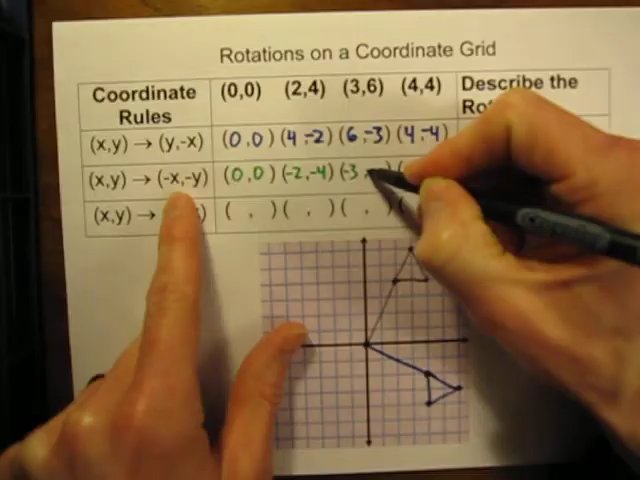 Rotations on a Coordinate Grid
Coordinate Rules (0,0) (2,4) (3,6) (4,4) Describe the
(x,y) → (y,-x) (0,0) (4,-2) (6,-3) (4,-4)
(x,y) → (-x,-y) (0,0) (-2,-4) (-3
(x,y) → ( , ) ( , ) ( ,